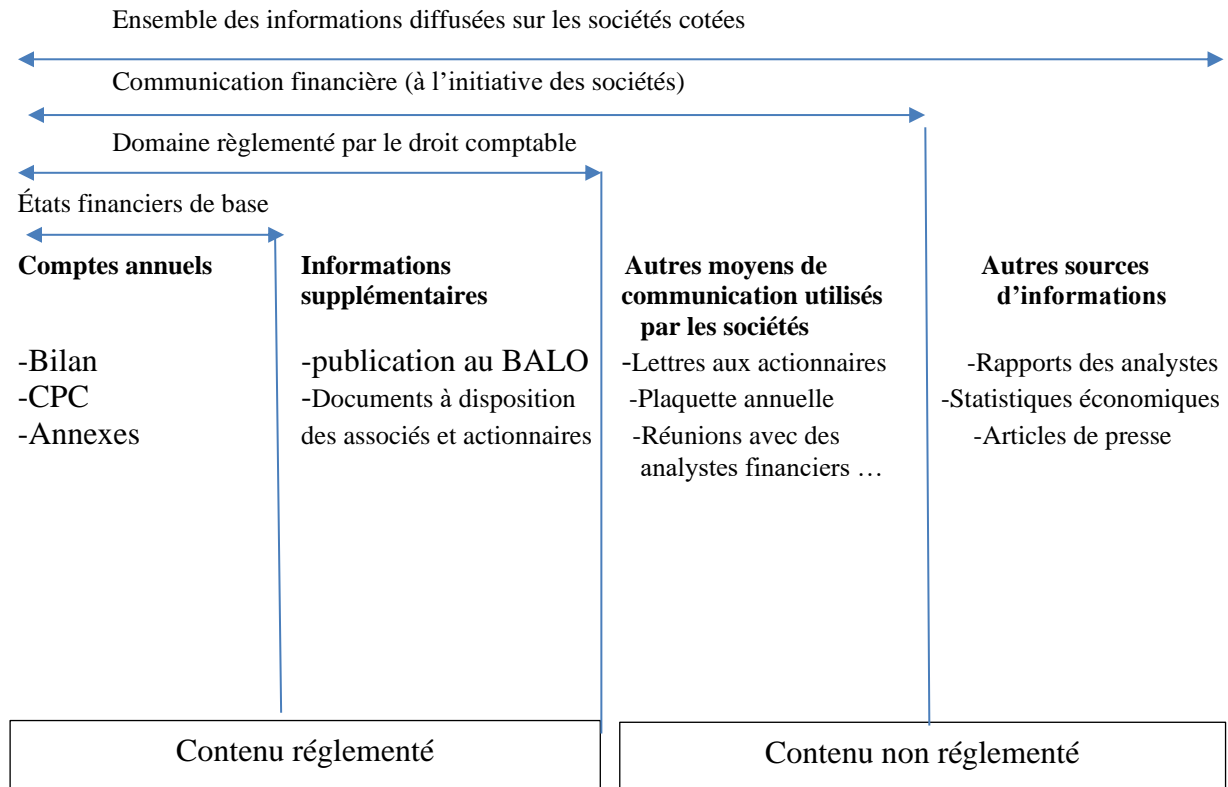 Ensemble des informations diffusées sur les sociétés cotées
Communication financière (à l’initiative des sociétés)
Domaine règlementé par le droit comptable
États financiers de base
Comptes annuels
-Bilan
-CPC
-Annexes
Informations
supplémentaires
-publication au BALO
-Documents à disposition
des associés et actionnaires
Autres moyens de
communication utilisés
par les sociétés
-Lettres aux actionnaires
-Plaquette annuelle
-Réunions avec des
analystes financiers …
Autres sources
d’informations
-Rapports des analystes
-Statistiques économiques
-Articles de presse
Contenu réglementé
Contenu non réglementé